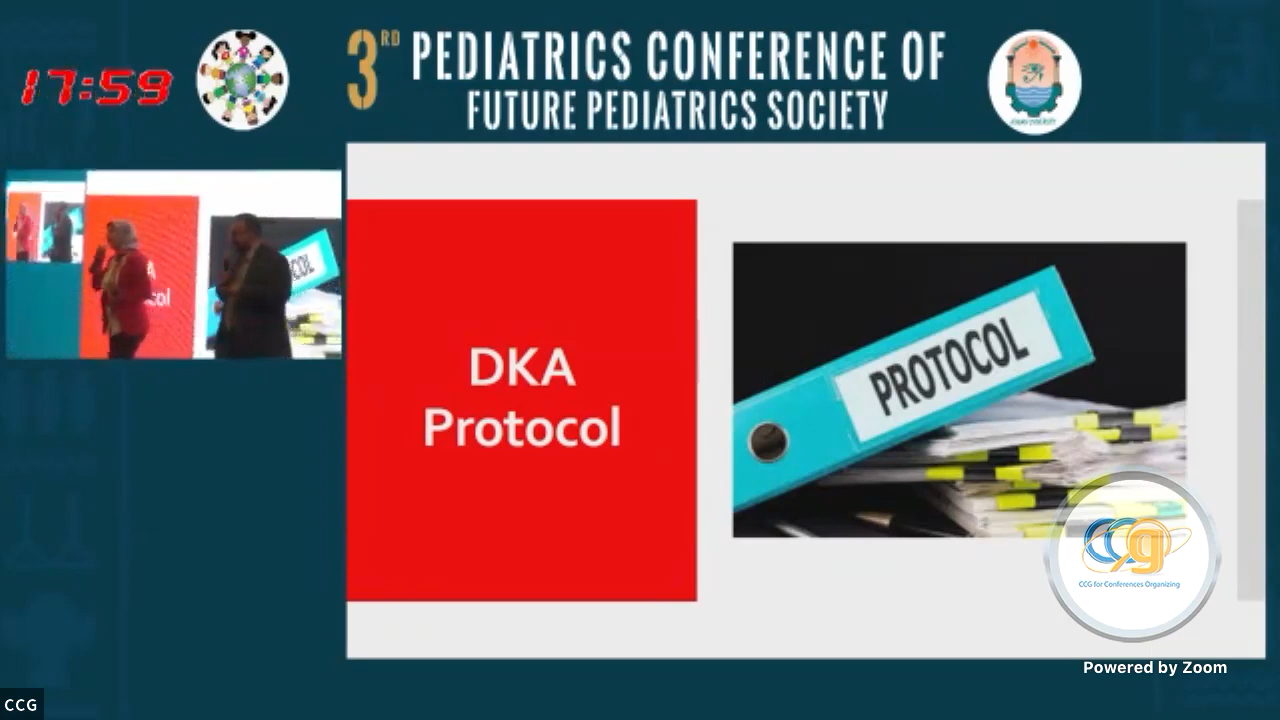 17:59
3RD PEDIATRICS CONFERENCE OF
FUTURE PEDIATRICS SOCIETY
DKA
Protocol
PROTOCOL
CCg
CCG for Conferences Organizing
Powered by Zoom
CCG